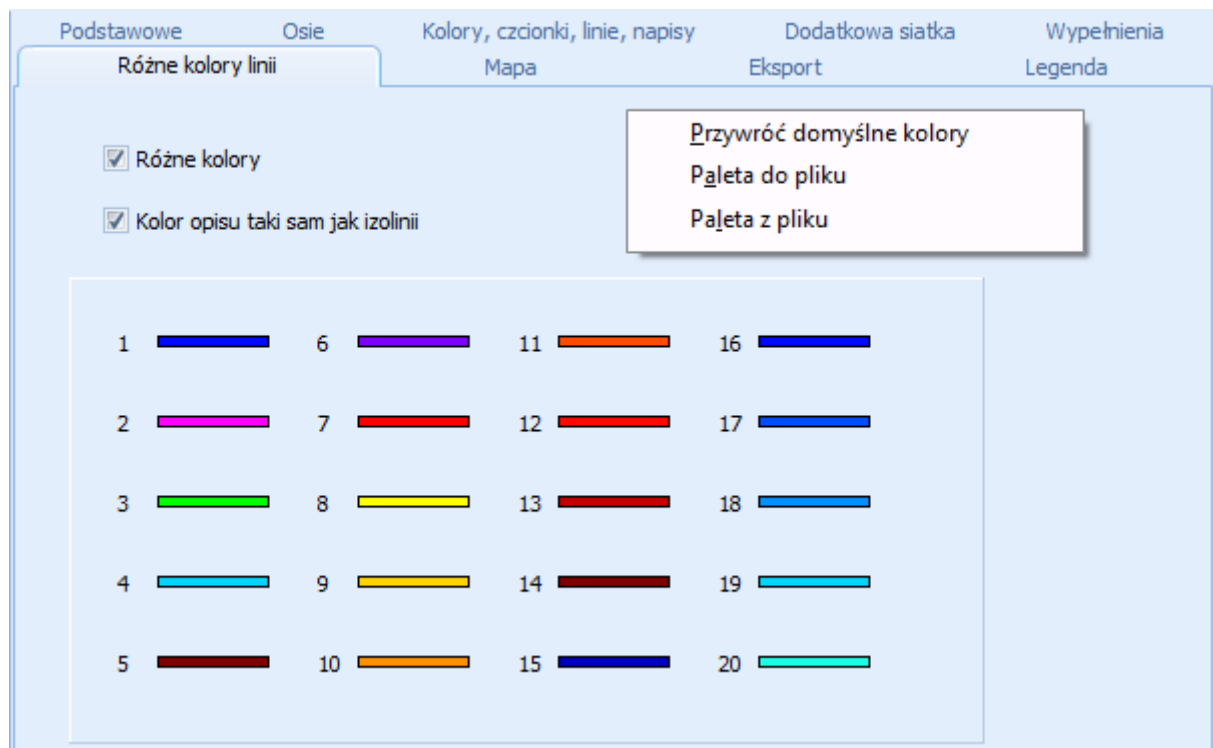 Podstawowe Osie Kolory, czcionki, linie, napisy Dodatkowa siatka Wypełnienia
Różne kolory linii Mapa Eksport Legenda
Przywróć domyślne kolory
Różne kolory
Paleta do pliku
Kolor opisu taki sam jak izolinii
Paleta z pliku
1 6 11 16
2 7 12 17
3 8 13 18
4 9 14 19
5 10 15 20